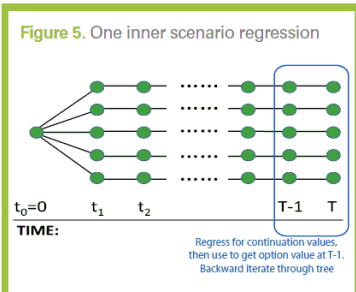 Figure 5. One inner scenario regression
...... ......
t₀=0 t₁ t₂ T-1 T
TIME:
Regress for continuation values,
then use to get option value at T-1.
Backward iterate through tree